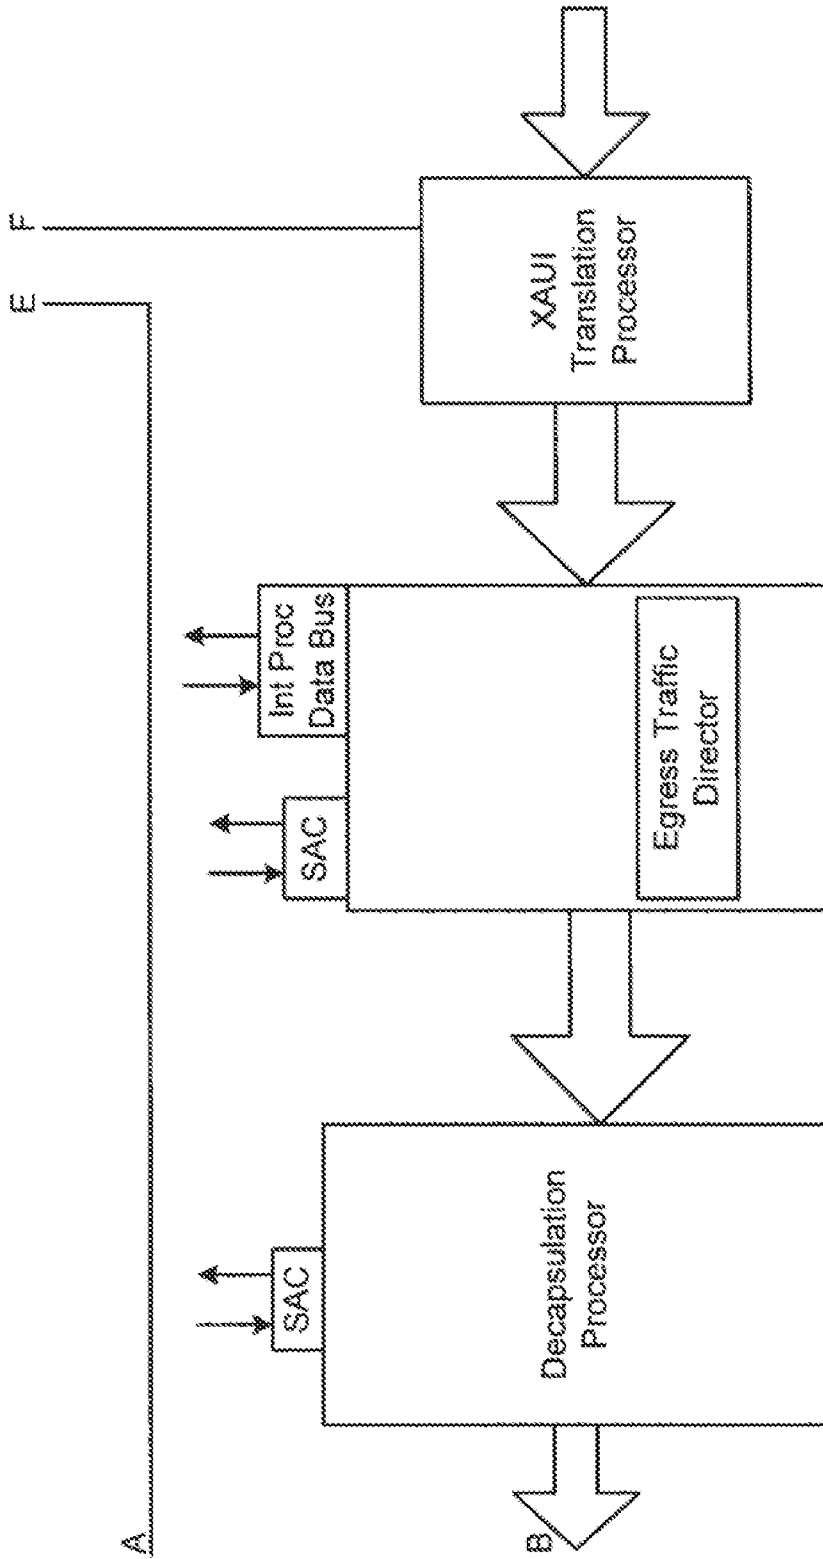 A
B
SAC
Decapsulation
Processor
SAC
Int Proc
Data Bus
Egress Traffic
Director
E
F
XAUI
Translation
Processor